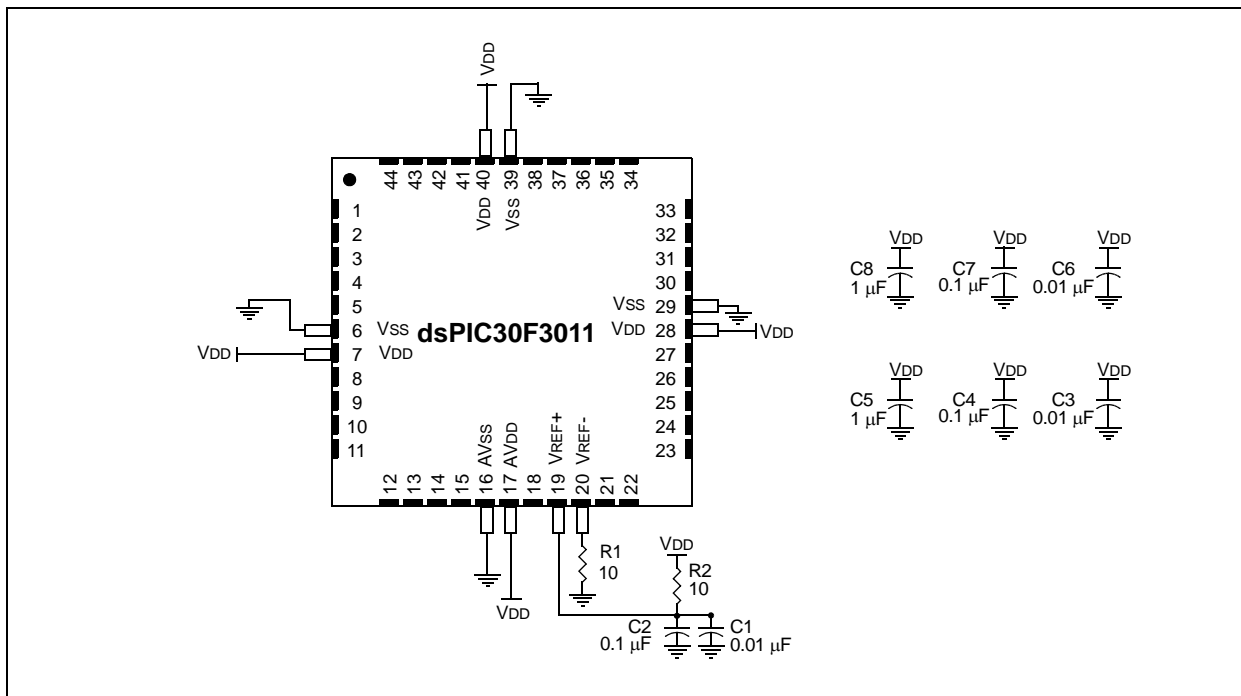 VDD
44 43 42 41 40 39 38 37 36 35 34
VDD VSS
1
2
3
4
5
6 VSS
7 VDD
8
9
10
11
33
32
31
30
VSS 29
VDD 28
27
26
25
24
23
dsPIC30F3011
VDD
VDD
AVSS AVDD VREF+ VREF-
12 13 14 15 16 17 18 19 20 21 22
R1
10
VDD
VDD
R2
10
C2
0.1 µF
C1
0.01 µF
VDD
C8
1 µF
VDD
C7
0.1 µF
VDD
C6
0.01 µF
VDD
C5
1 µF
VDD
C4
0.1 µF
VDD
C3
0.01 µF